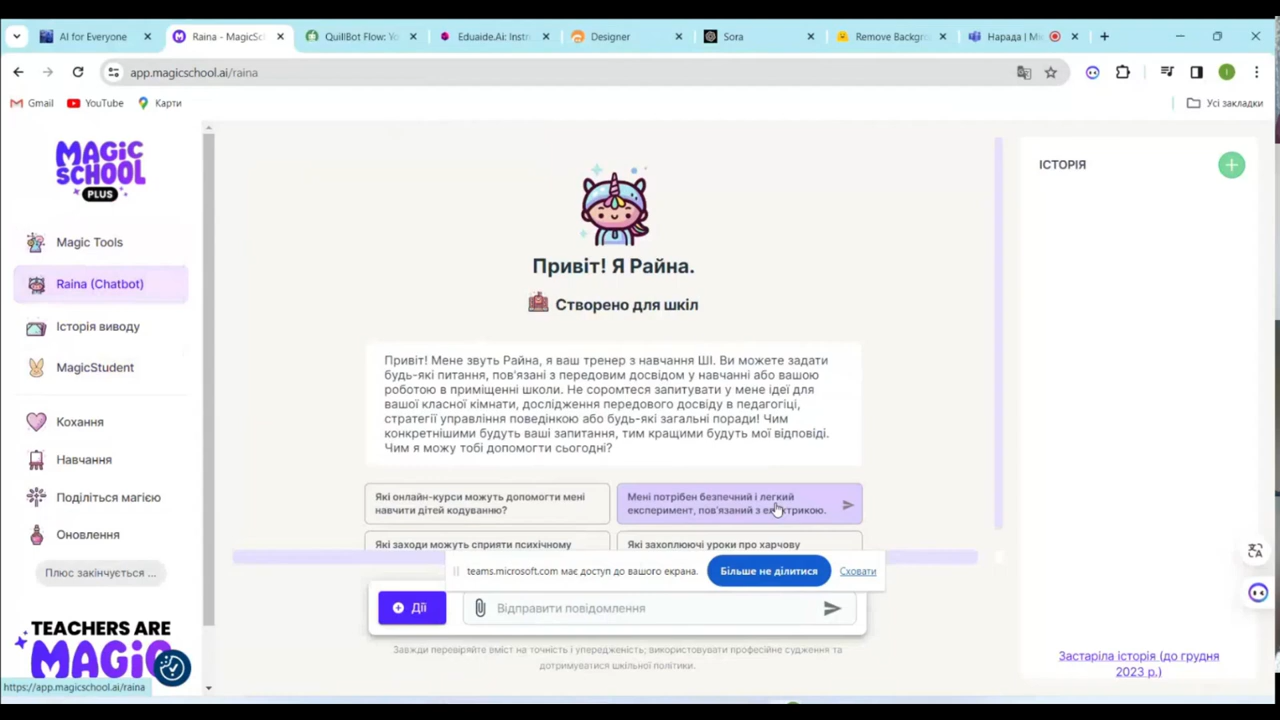 AI for Everyone
Raina - MagicSc
QuillBot Flow: Yo
Eduaide.Ai: Instr
Designer
Sora
Remove Backgro
Нарада | Mi
app.magicschool.ai/raina
Gmail
YouTube
Карти
Усі закладки
MAGIC
SCHOOL
PLUS
Magic Tools
Raina (Chatbot)
Історія виводу
MagicStudent
Кохання
Навчання
Поділіться магією
Оновлення
Плюс закінчується ...
TEACHERS ARE
MAGIC
https://app.magicschool.ai/raina
Привіт! Я Райна.
Створено для шкіл
Привіт! Мене звуть Райна, я ваш тренер з навчання ШІ. Ви можете задати
будь-які питання, пов'язані з передовим досвідом у навчанні або вашою
роботою в приміщенні школи. Не соромтеся запитувати у мене ідеї для
вашої класної кімнати, дослідження передового досвіду в педагогіці,
стратегії управління поведінкою або будь-які загальні поради! Чим
конкретнішими будуть ваші запитання, тим кращими будуть мої відповіді.
Чим я можу тобі допомогти сьогодні?
Які онлайн-курси можуть допомогти мені
навчити дітей кодуванню?
Мені потрібен безпечний і легкий
експеримент, пов'язаний з електрикою.
Які заходи можуть сприяти психічному
Які захоплюючі уроки про харчову
teams.microsoft.com має доступ до вашого екрана.
Більше не ділитися
Сховати
Дії
Відправити повідомлення
Завжди перевіряйте вміст на точність і упередженість; використовувати професійне судження та
дотримуватися шкільної політики.
ІСТОРІЯ
Застаріла історія (до грудня
2023 р.)